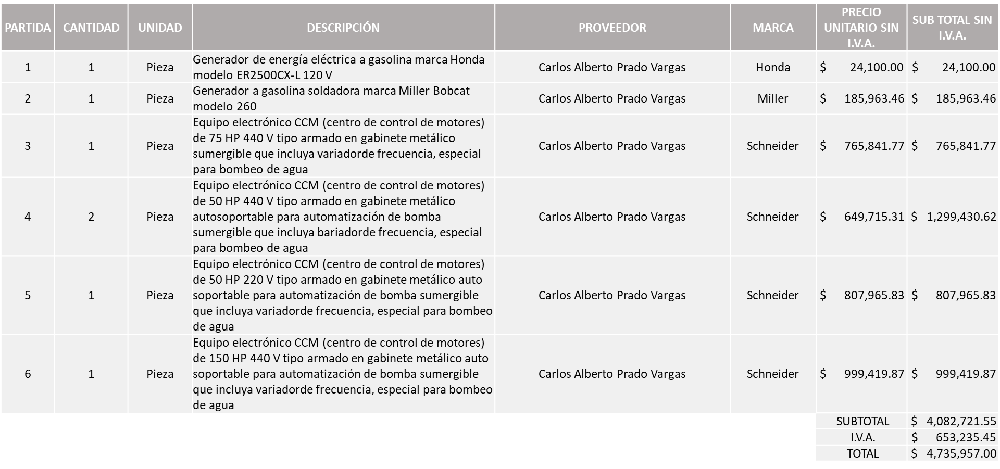 PARTIDA CANTIDAD UNIDAD DESCRIPCIÓN PROVEEDOR MARCA PRECIO UNITARIO SIN I.V.A. SUB TOTAL SIN I.V.A.
1 1 Pieza Generador de energía eléctrica a gasolina marca Honda
modelo ER2500CX-L 120 V
Carlos Alberto Prado Vargas Honda $ 24,100.00 $ 24,100.00
2 1 Pieza Generador a gasolina soldadora marca Miller Bobcat
modelo 260
Carlos Alberto Prado Vargas Miller $ 185,963.46 $ 185,963.46
3 1 Pieza Equipo electrónico CCM (centro de control de motores)
de 75 HP 440 V tipo armado en gabinete metálico
sumergible que incluya variadorde frecuencia, especial
para bombeo de agua
Carlos Alberto Prado Vargas Schneider $ 765,841.77 $ 765,841.77
4 2 Pieza Equipo electrónico CCM (centro de control de motores)
de 50 HP 440 V tipo armado en gabinete metálico
autosoportable para automatización de bomba
sumergible que incluya bariadorde frecuencia, especial
para bombeo de agua
Carlos Alberto Prado Vargas Schneider $ 649,715.31 $ 1,299,430.62
5 1 Pieza Equipo electrónico CCM (centro de control de motores)
de 50 HP 220 V tipo armado en gabinete metálico auto
soportable para automatización de bomba sumergible
que incluya variadorde frecuencia, especial para bombeo
de agua
Carlos Alberto Prado Vargas Schneider $ 807,965.83 $ 807,965.83
6 1 Pieza Equipo electrónico CCM (centro de control de motores)
de 150 HP 440 V tipo armado en gabinete metálico auto
soportable para automatización de bomba sumergible
que incluya variadorde frecuencia, especial para bombeo
de agua
Carlos Alberto Prado Vargas Schneider $ 999,419.87 $ 999,419.87
SUBTOTAL $ 4,082,721.55
I.V.A. $ 653,235.45
TOTAL $ 4,735,957.00